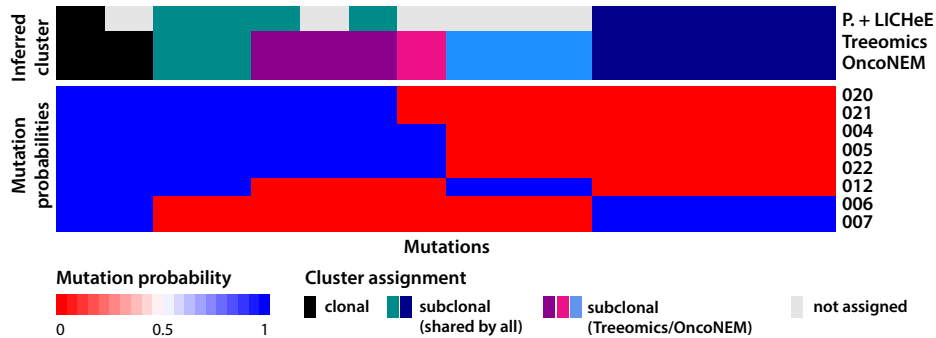 Inferred
cluster
P. + LICHeE
Treeomics
OncoNEM
Mutation
probabilities
020
021
004
005
022
012
006
007
Mutations
Mutation probability
0
0.5
1
Cluster assignment
clonal
subclonal
(shared by all)
subclonal
(Treeomics/OncoNEM)
not assigned